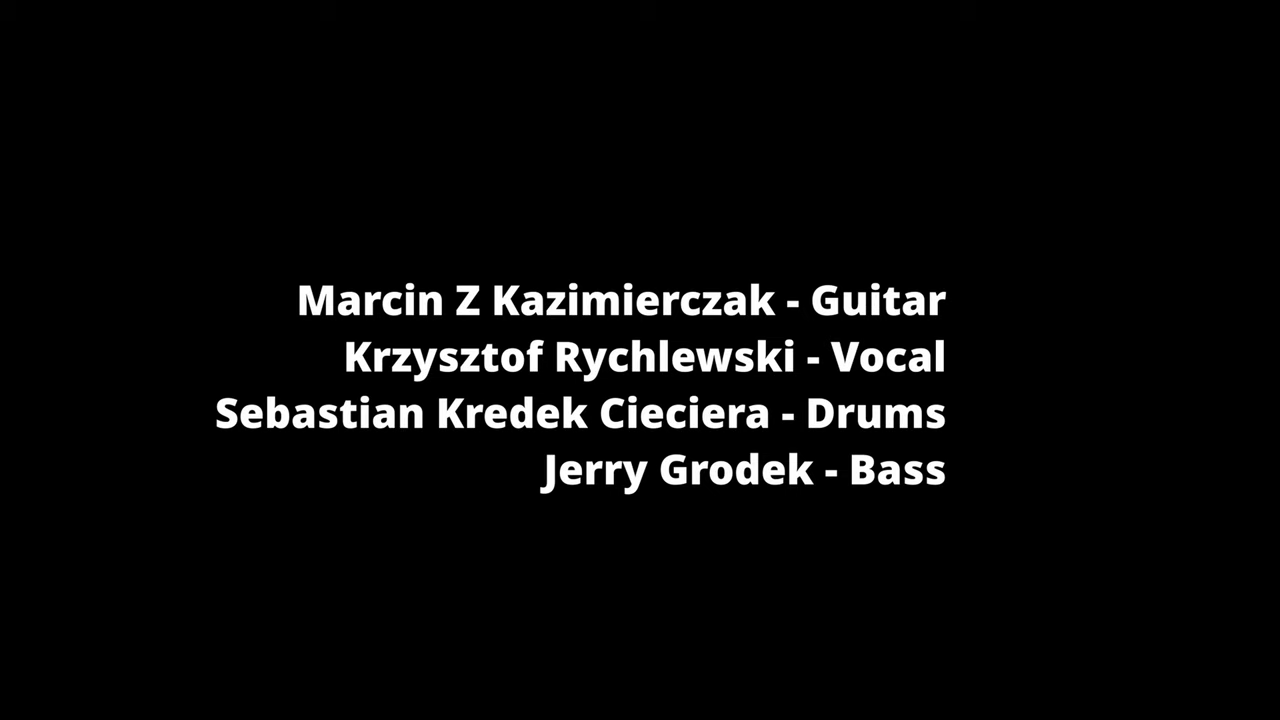 Marcin Z Kazimierczak - Guitar
Krzysztof Rychlewski - Vocal
Sebastian Kredek Cieciera - Drums
Jerry Grodek - Bass